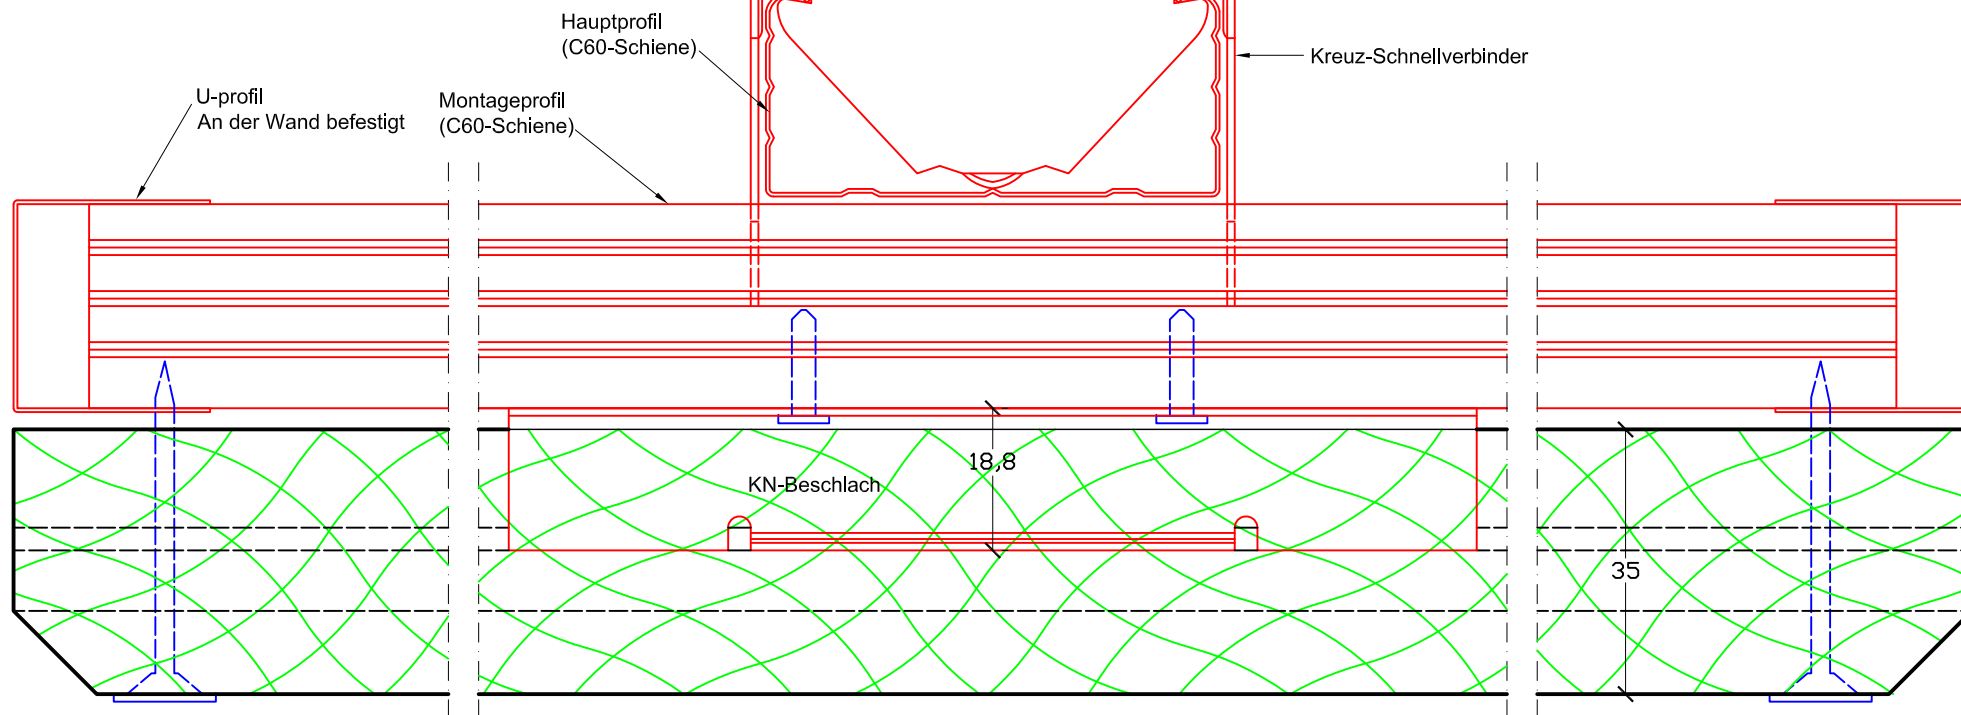 Hauptprofil
(C60-Schiene)
Kreuz-Schnellverbinder
U-profil
An der Wand befestigt
Montageprofil
(C60-Schiene)
18,8
KN-Beschlach
35